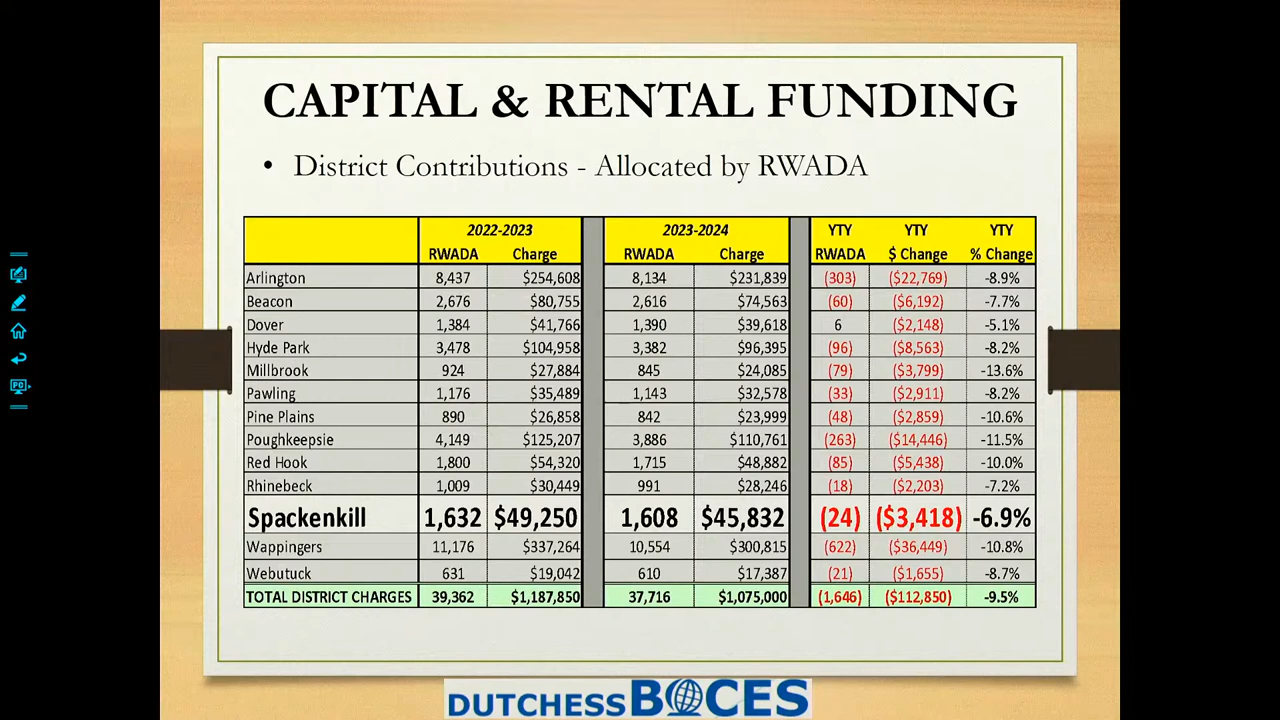 CAPITAL & RENTAL FUNDING
• District Contributions - Allocated by RWADA
2022-2023 2023-2024 YTY YTY YTY
RWADA Charge RWADA Charge RWADA $ Change % Change
Arlington 8,437 $254,608 8,134 $231,839 (303) ($22,769) -8.9%
Beacon 2,676 $80,755 2,616 $74,563 (60) ($6,192) -7.7%
Dover 1,384 $41,766 1,390 $39,618 6 ($2,148) -5.1%
Hyde Park 3,478 $104,958 3,382 $96,395 (96) ($8,563) -8.2%
Millbrook 924 $27,884 845 $24,085 (79) ($3,799) -13.6%
Pawling 1,176 $35,489 1,143 $32,578 (33) ($2,911) -8.2%
Pine Plains 890 $26,858 842 $23,999 (48) ($2,859) -10.6%
Poughkeepsie 4,149 $125,207 3,886 $110,761 (263) ($14,446) -11.5%
Red Hook 1,800 $54,320 1,715 $48,882 (85) ($5,438) -10.0%
Rhinebeck 1,009 $30,449 991 $28,246 (18) ($2,203) -7.2%
Spackenkill 1,632 $49,250 1,608 $45,832 (24) ($3,418) -6.9%
Wappingers 11,176 $337,264 10,554 $300,815 (622) ($36,449) -10.8%
Webutuck 631 $19,042 610 $17,387 (21) ($1,655) -8.7%
TOTAL DISTRICT CHARGES 39,362 $1,187,850 37,716 $1,075,000 (1,646) ($112,850) -9.5%
DUTCHESS BOCES